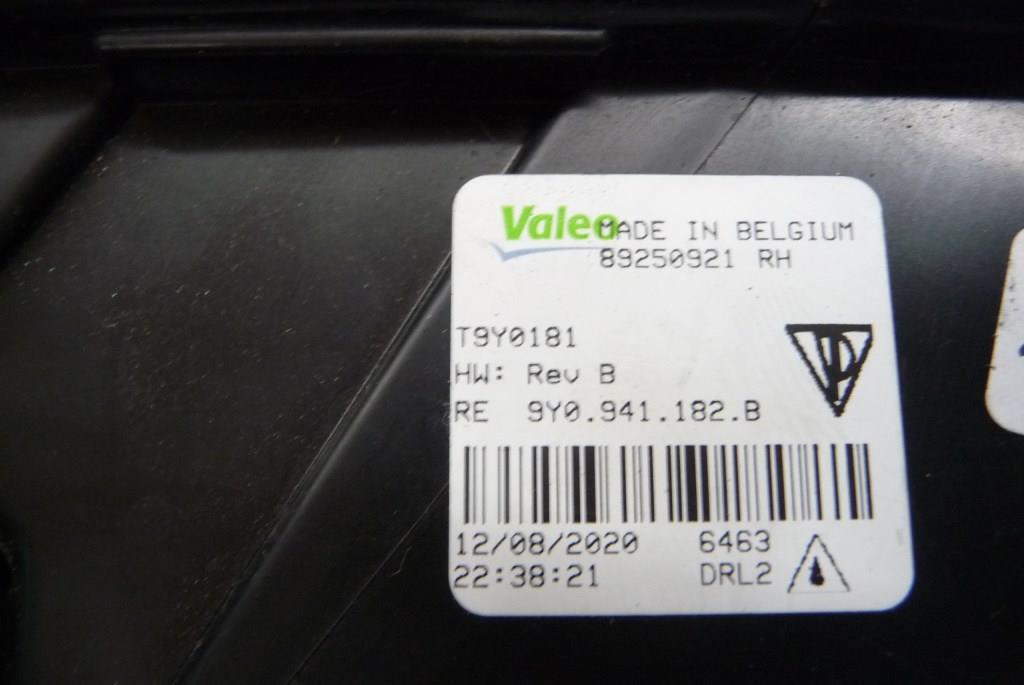 Valeo MADE IN BELGIUM
89250921 RH
T9Y0181
HW: Rev B
RE 9Y0.941.182.B
12/08/2020 6463
22:38:21 DRL2